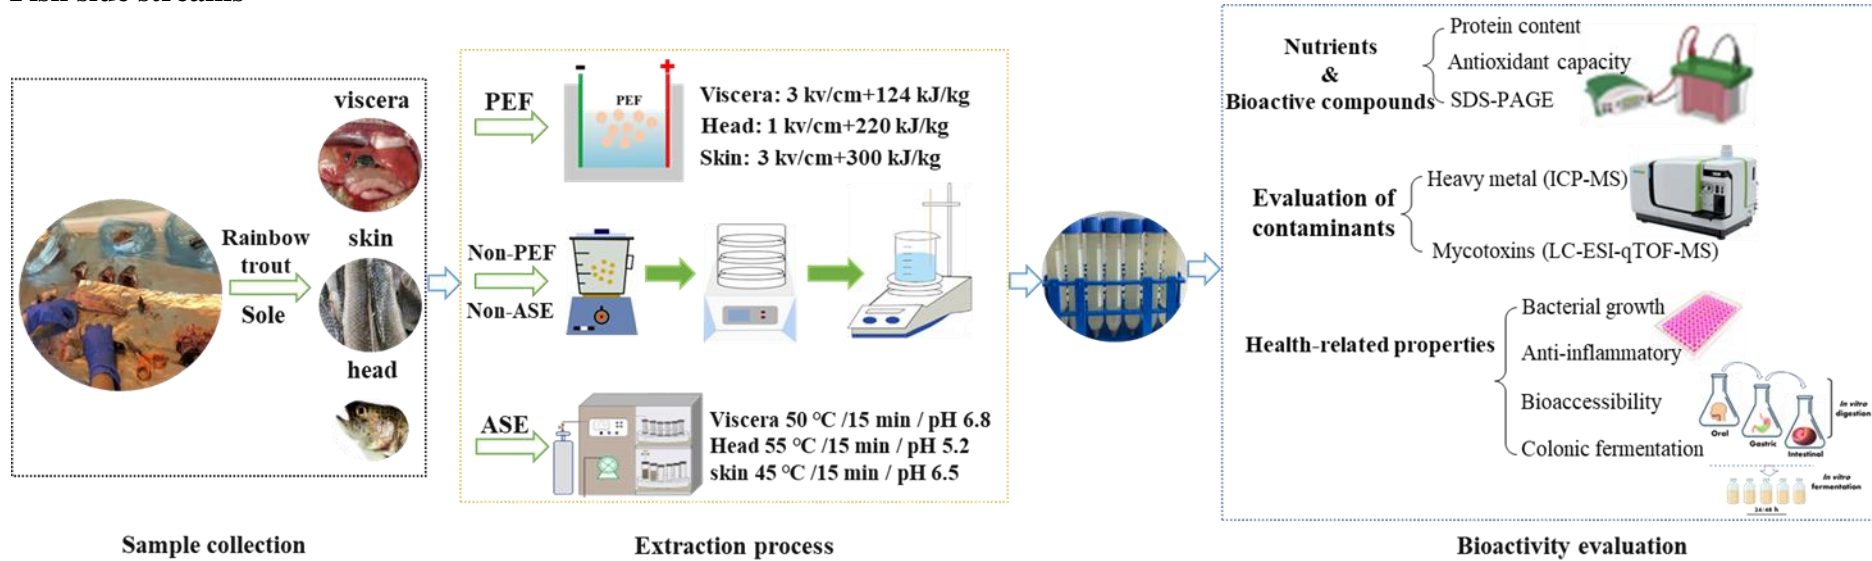 Fish side streams
viscera
skin
head
Rainbow
trout
Sole
PEF
-
+
PEF
Viscera: 3 kv/cm+124 kJ/kg
Head: 1 kv/cm+220 kJ/kg
Skin: 3 kv/cm+300 kJ/kg
Non-PEF
Non-ASE
ASE
Viscera 50 °C /15 min / pH 6.8
Head 55 °C /15 min / pH 5.2
skin 45 °C /15 min / pH 6.5
Nutrients
&
Bioactive compounds
Protein content
Antioxidant capacity
SDS-PAGE
Evaluation of
contaminants
Heavy metal (ICP-MS)
Mycotoxins (LC-ESI-qTOF-MS)
Health-related properties
Bacterial growth
Anti-inflammatory
Bioaccessibility
Colonic fermentation
Oral
Gastric
Intestinal
In vitro
digestion
In vitro
fermentation
24/48 h
Sample collection
Extraction process
Bioactivity evaluation